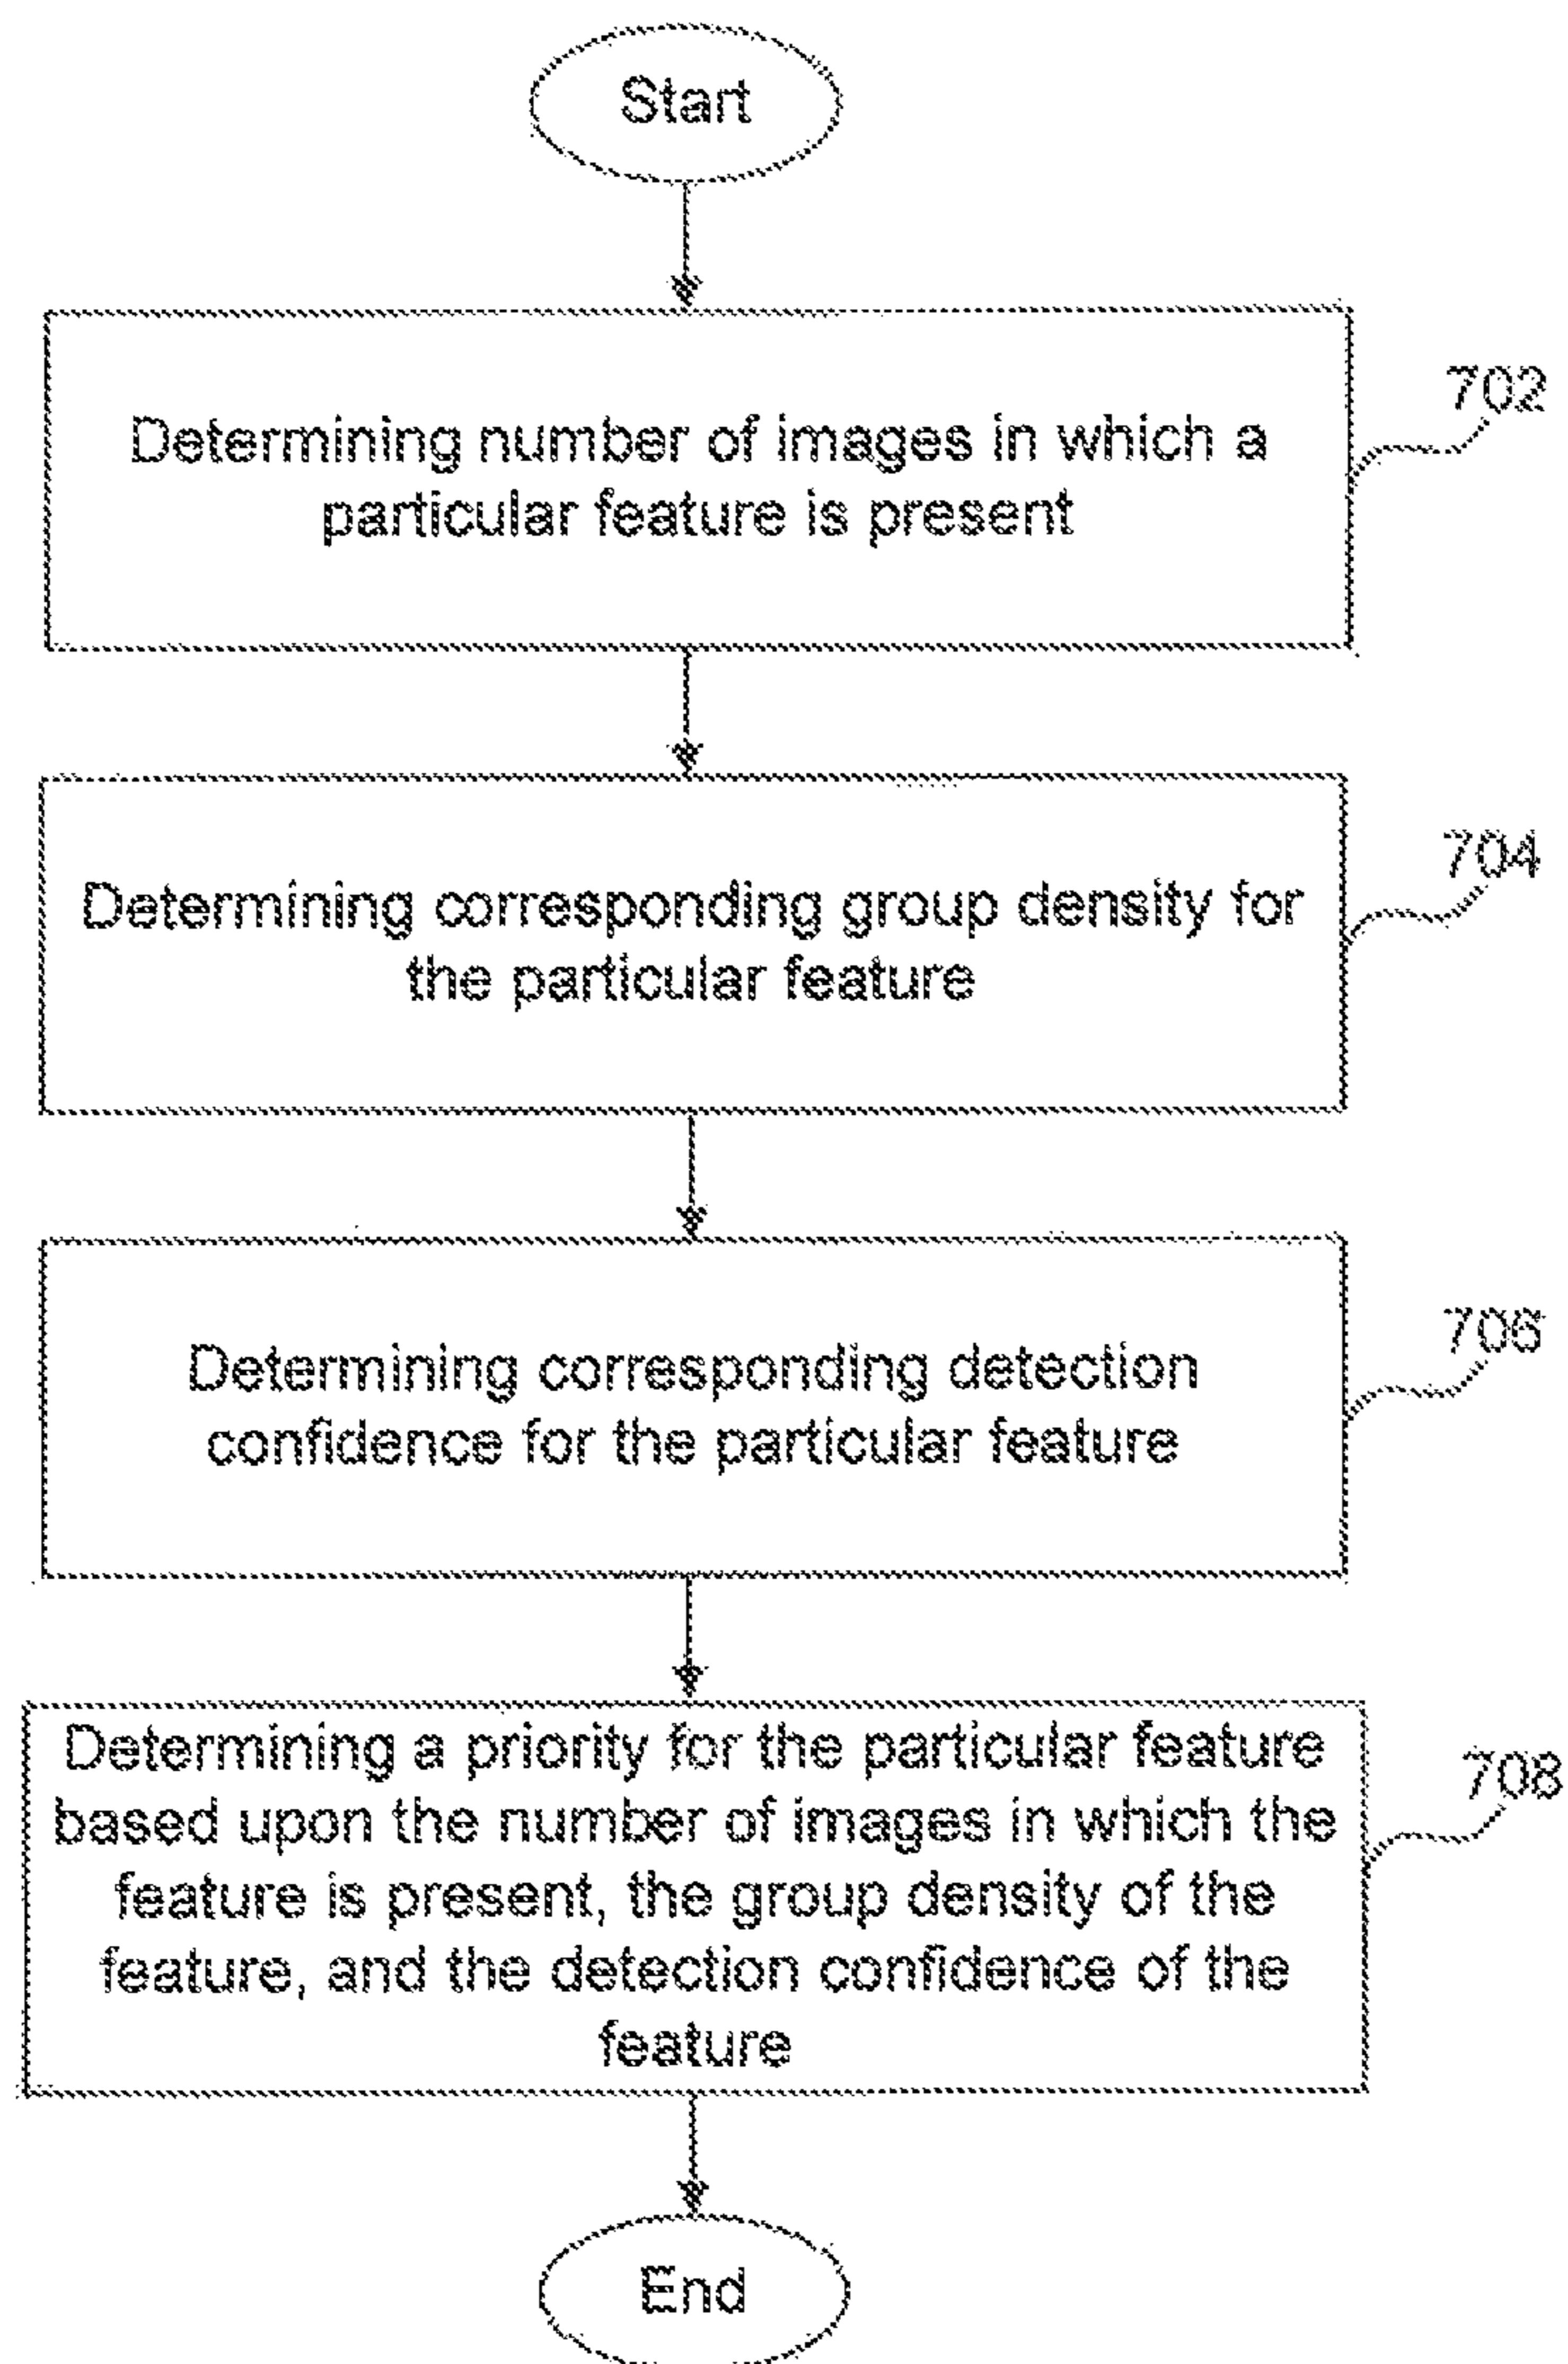 Start
702
Determining number of images in which a
particular feature is present
704
Determining corresponding group density for
the particular feature
706
Determining corresponding detection
confidence for the particular feature
708
Determining a priority for the particular feature
based upon the number of images in which the
feature is present, the group density of the
feature, and the detection confidence of the
feature
End